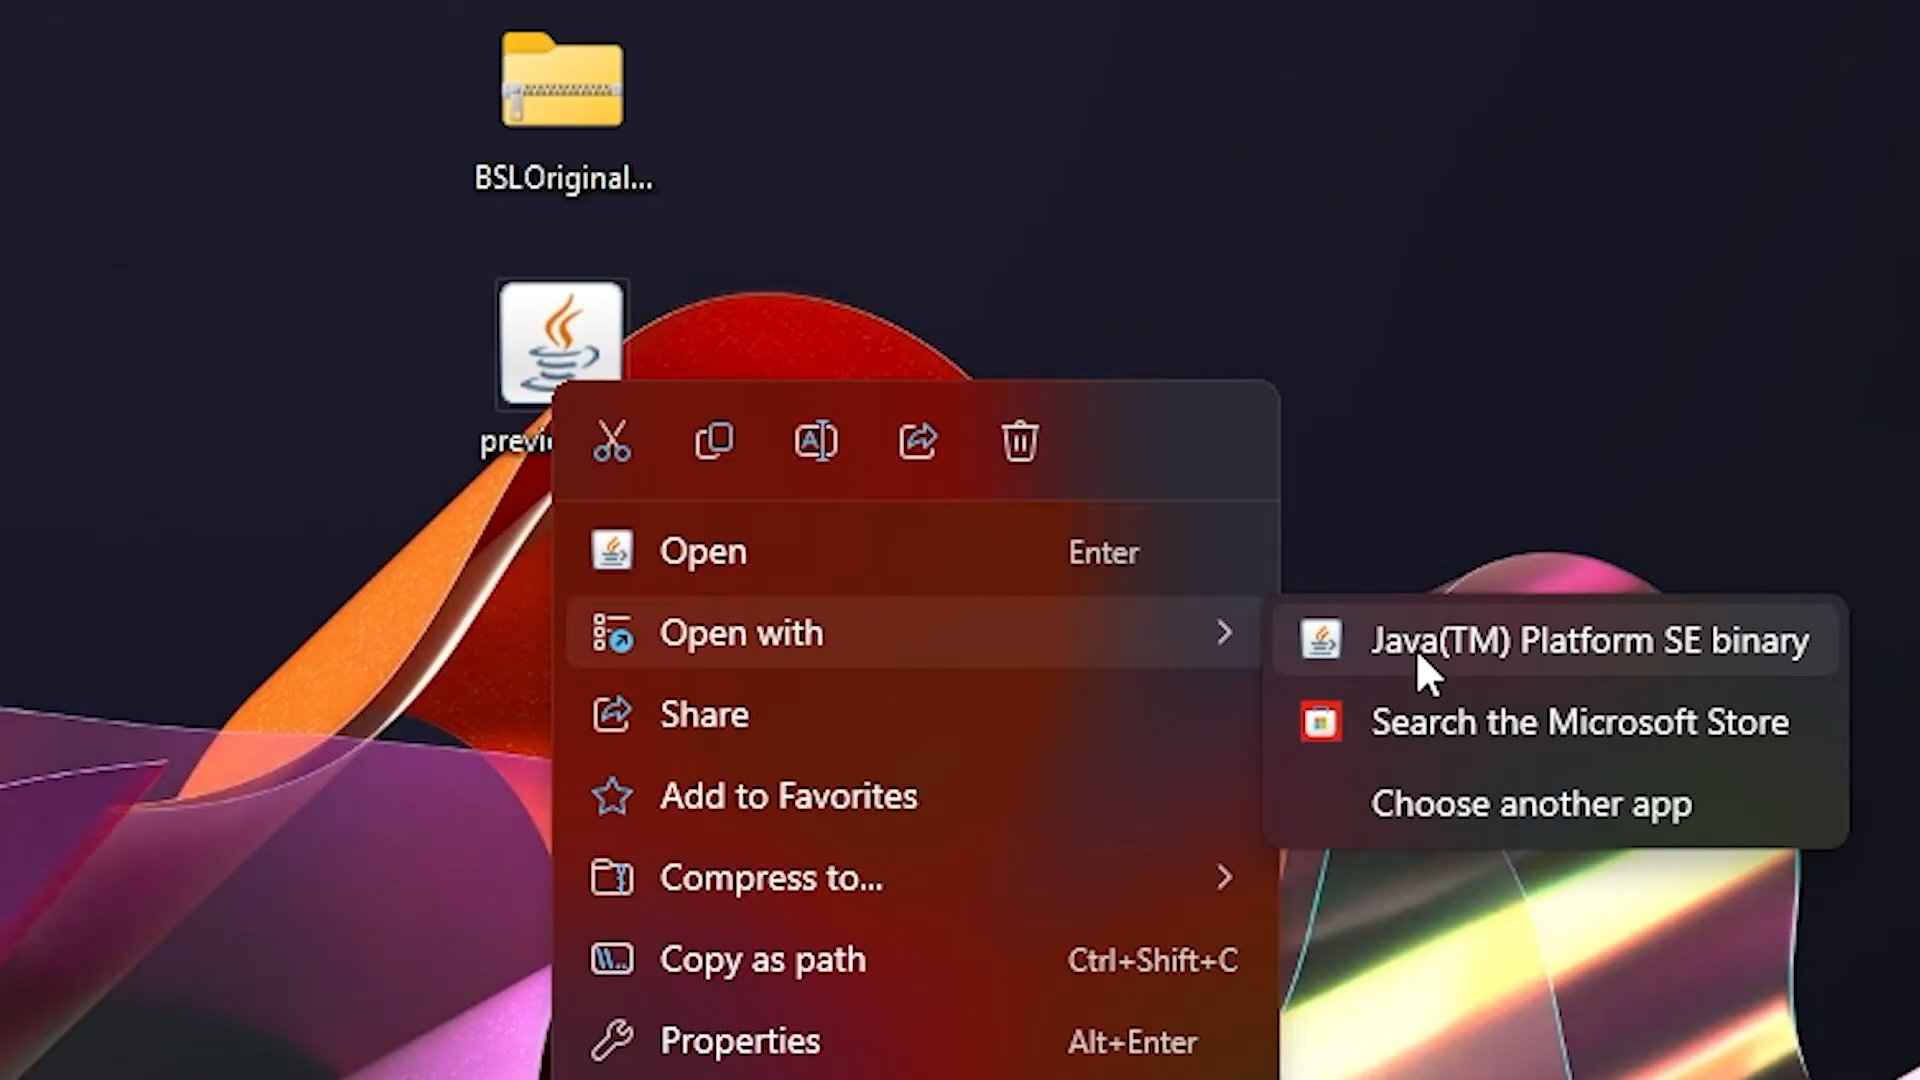 BSLOriginal...
previ
Open Enter
Open with
Share
Add to Favorites
Compress to...
Copy as path Ctrl+Shift+C
Properties Alt+Enter
Java(TM) Platform SE binary
Search the Microsoft Store
Choose another app